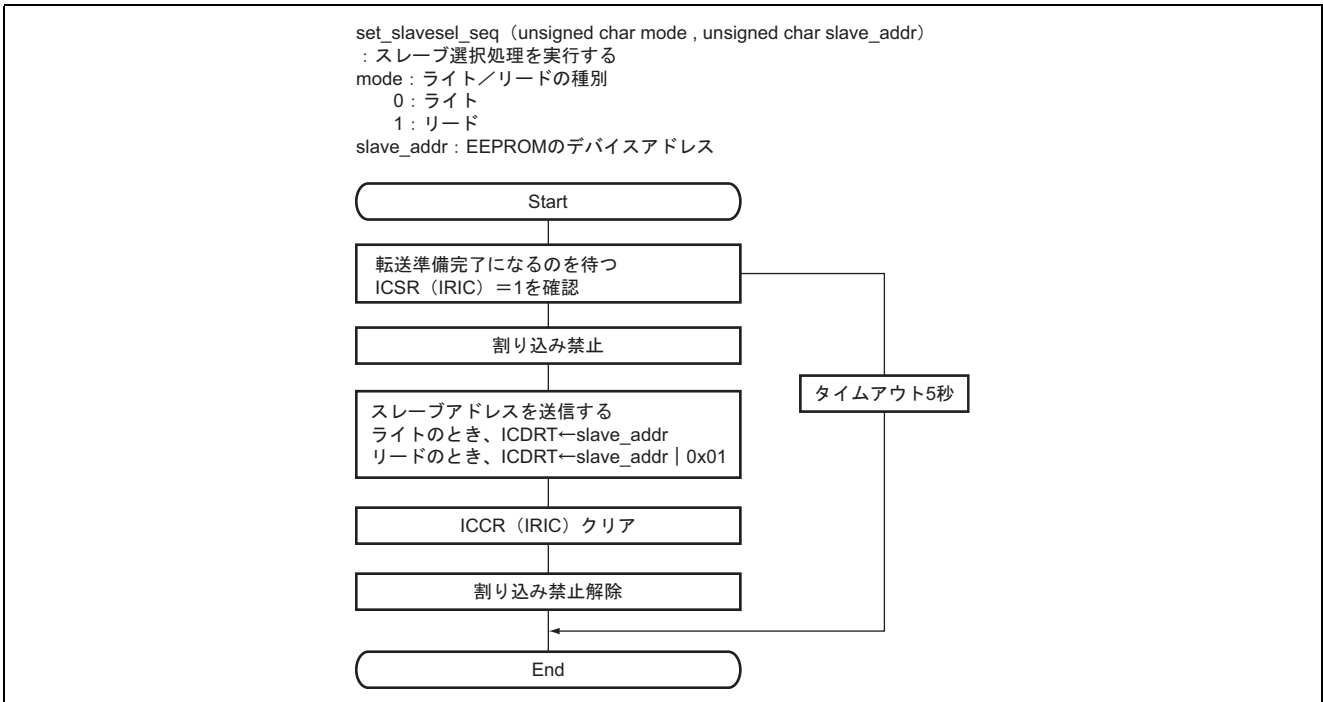 set_slavesel_seq（unsigned char mode , unsigned char slave_addr）
：スレーブ選択処理を実行する
mode：ライト／リードの種別
0：ライト
1：リード
slave_addr：EEPROMのデバイスアドレス
Start
転送準備完了になるのを待つ
ICSR（IRIC）＝1を確認
割り込み禁止
タイムアウト5秒
スレーブアドレスを送信する
ライトのとき、ICDRT←slave_addr
リードのとき、ICDRT←slave_addr｜0x01
ICCR（IRIC）クリア
割り込み禁止解除
End